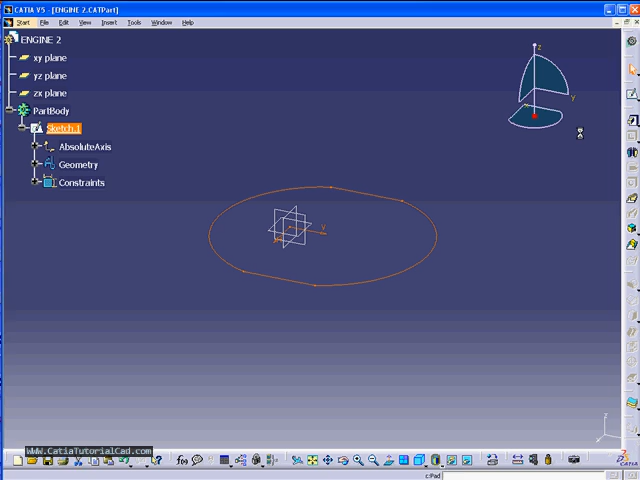 CATIA V5 - [ENGINE 2.CATPart]
Start File Edit View Insert Tools Window Help
ENGINE 2
xy plane
yz plane
zx plane
PartBody
Sketch.1
AbsoluteAxis
Geometry
Constraints
z
Y
x
Y
www.CatiaTutorialCad.com
f(x)
z
x
CATIA
c:Pad